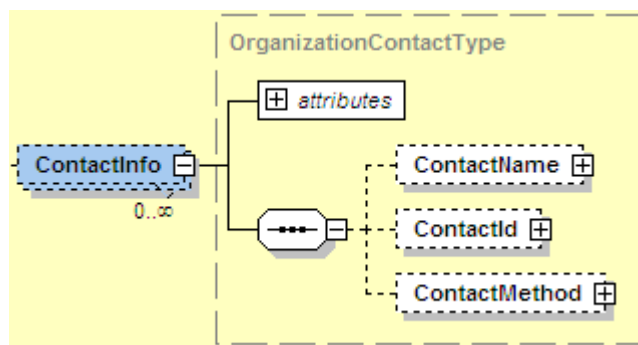 OrganizationContactType
attributes
ContactInfo
0..∞
ContactName
ContactId
ContactMethod